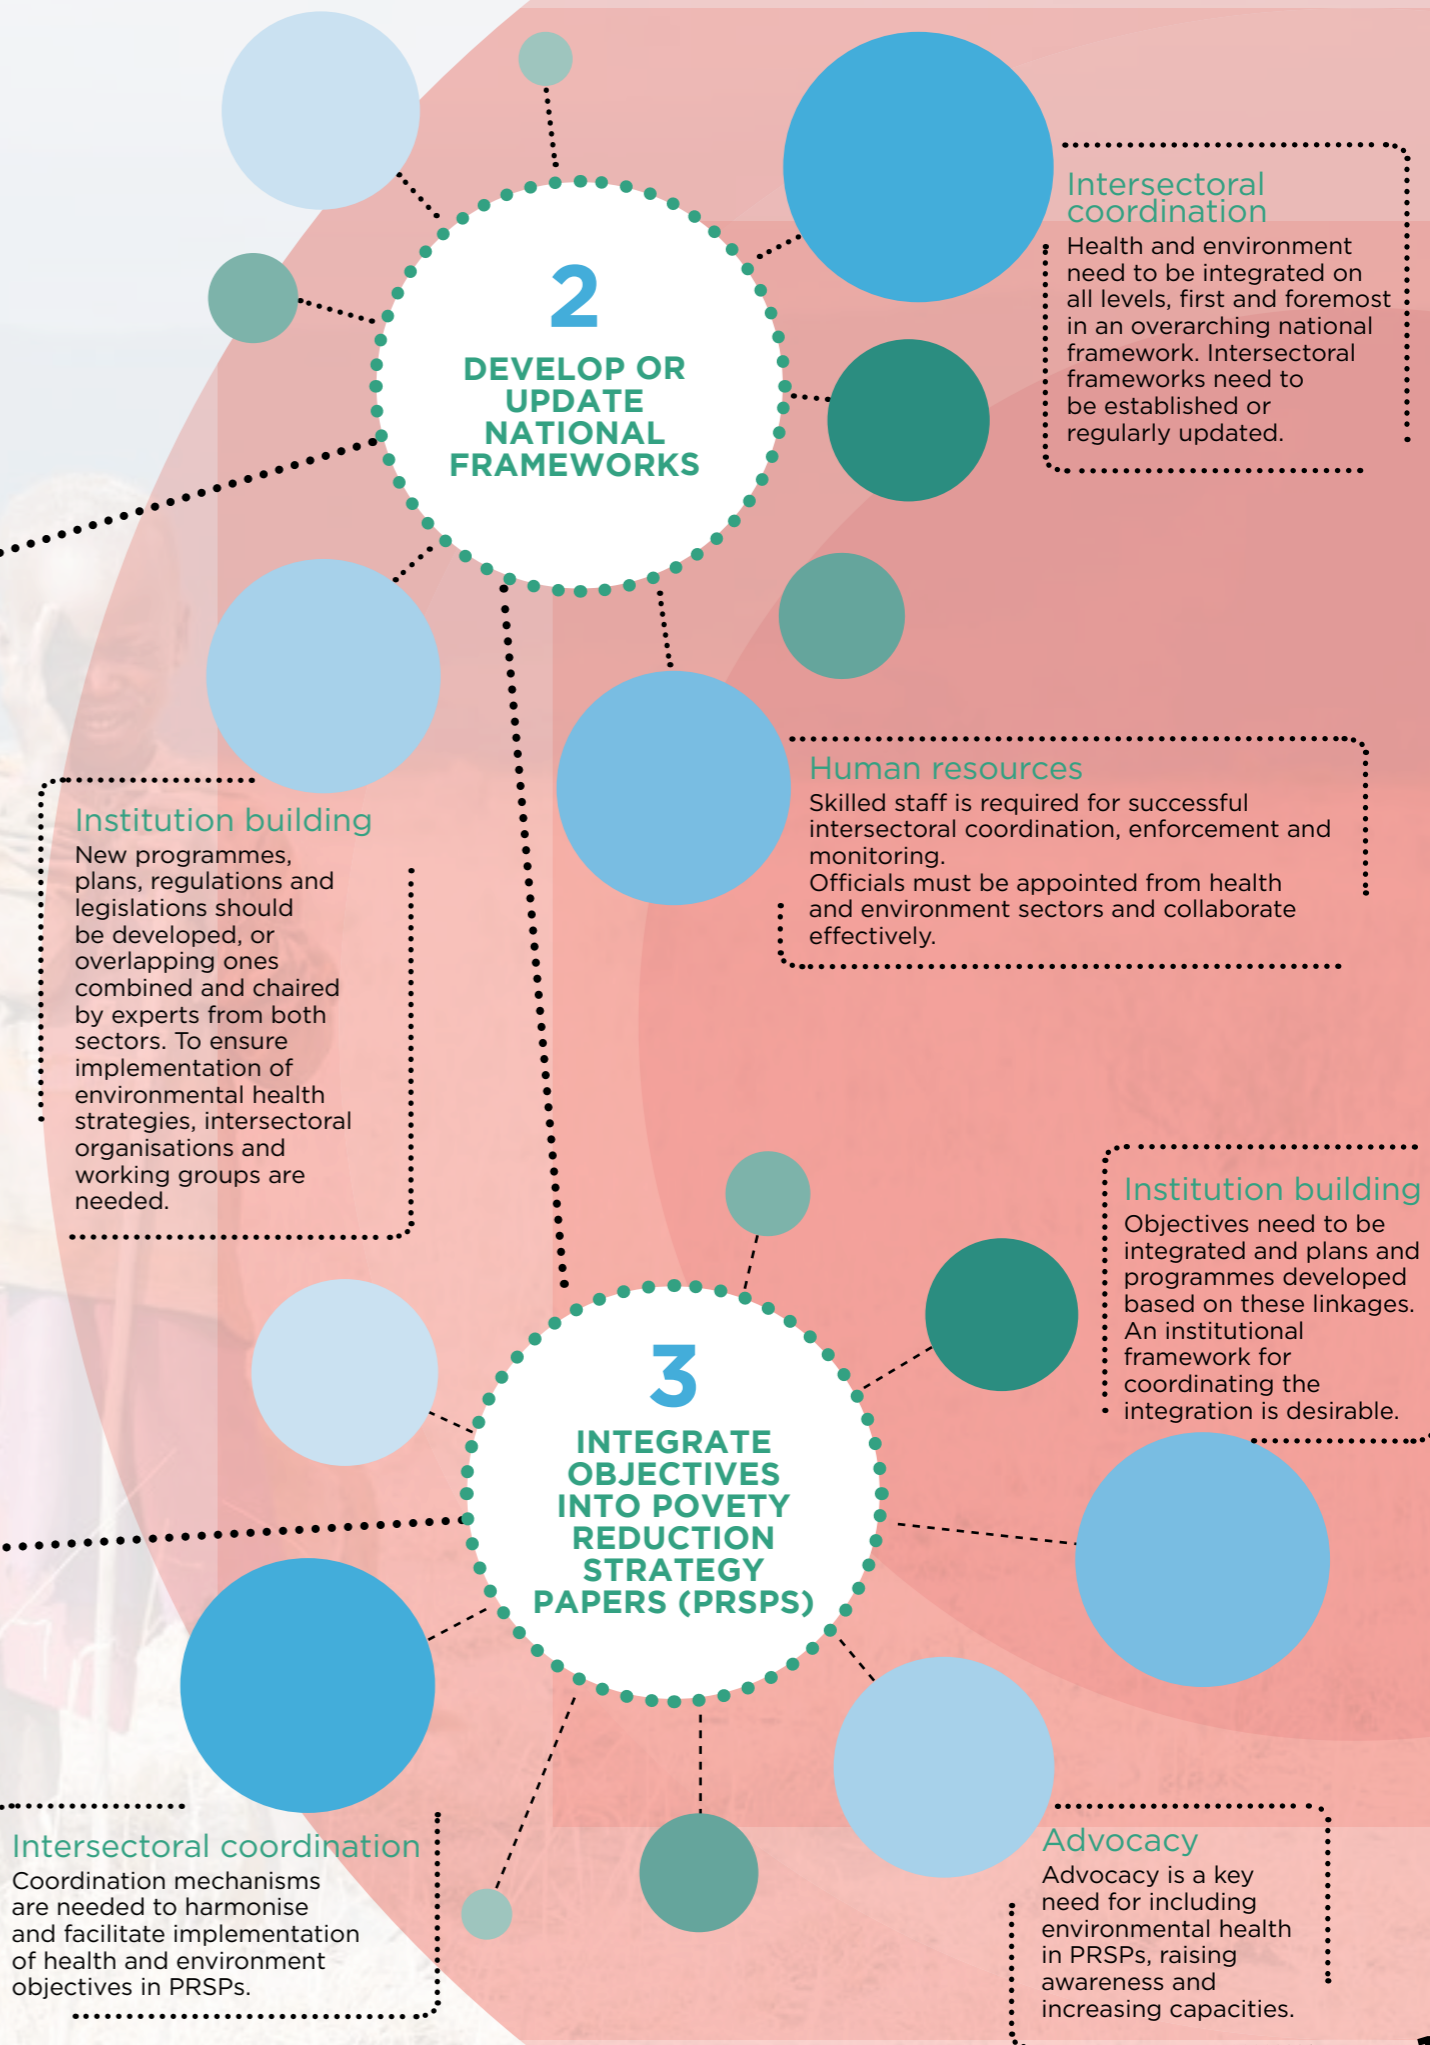 2
DEVELOP OR
UPDATE
NATIONAL
FRAMEWORKS
Intersectoral
coordination
Health and environment
need to be integrated on
all levels, first and foremost
in an overarching national
framework. Intersectoral
frameworks need to
be established or
regularly updated.
Human resources
Skilled staff is required for successful
intersectoral coordination, enforcement and
monitoring.
Officials must be appointed from health
and environment sectors and collaborate
effectively.
Institution building
New programmes,
plans, regulations and
legislations should
be developed, or
overlapping ones
combined and chaired
by experts from both
sectors. To ensure
implementation of
environmental health
strategies, intersectoral
organisations and
working groups are
needed.
3
INTEGRATE
OBJECTIVES
INTO POVETY
REDUCTION
STRATEGY
PAPERS (PRSPS)
Institution building
Objectives need to be
integrated and plans and
programmes developed
based on these linkages.
An institutional
framework for
coordinating the
integration is desirable.
Intersectoral coordination
Coordination mechanisms
are needed to harmonise
and facilitate implementation
of health and environment
objectives in PRSPs.
Advocacy
Advocacy is a key
need for including
environmental health
in PRSPs, raising
awareness and
increasing capacities.